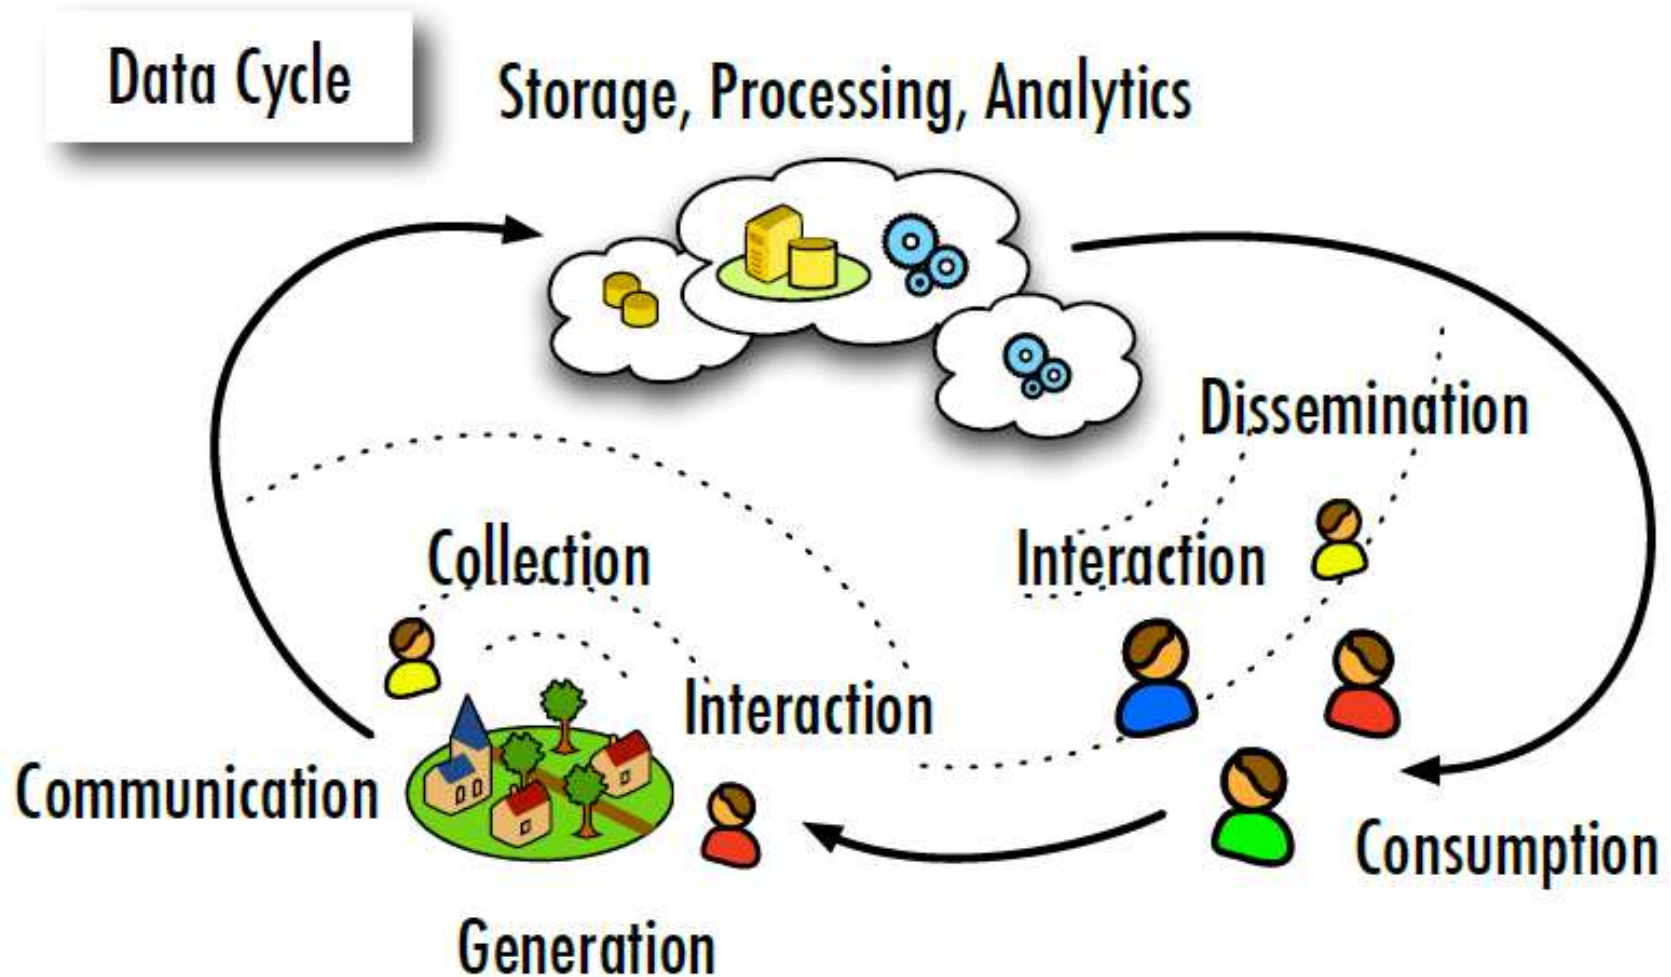 Data Cycle
Storage, Processing, Analytics
Dissemination
Collection
Interaction
Interaction
Communication
Consumption
Generation